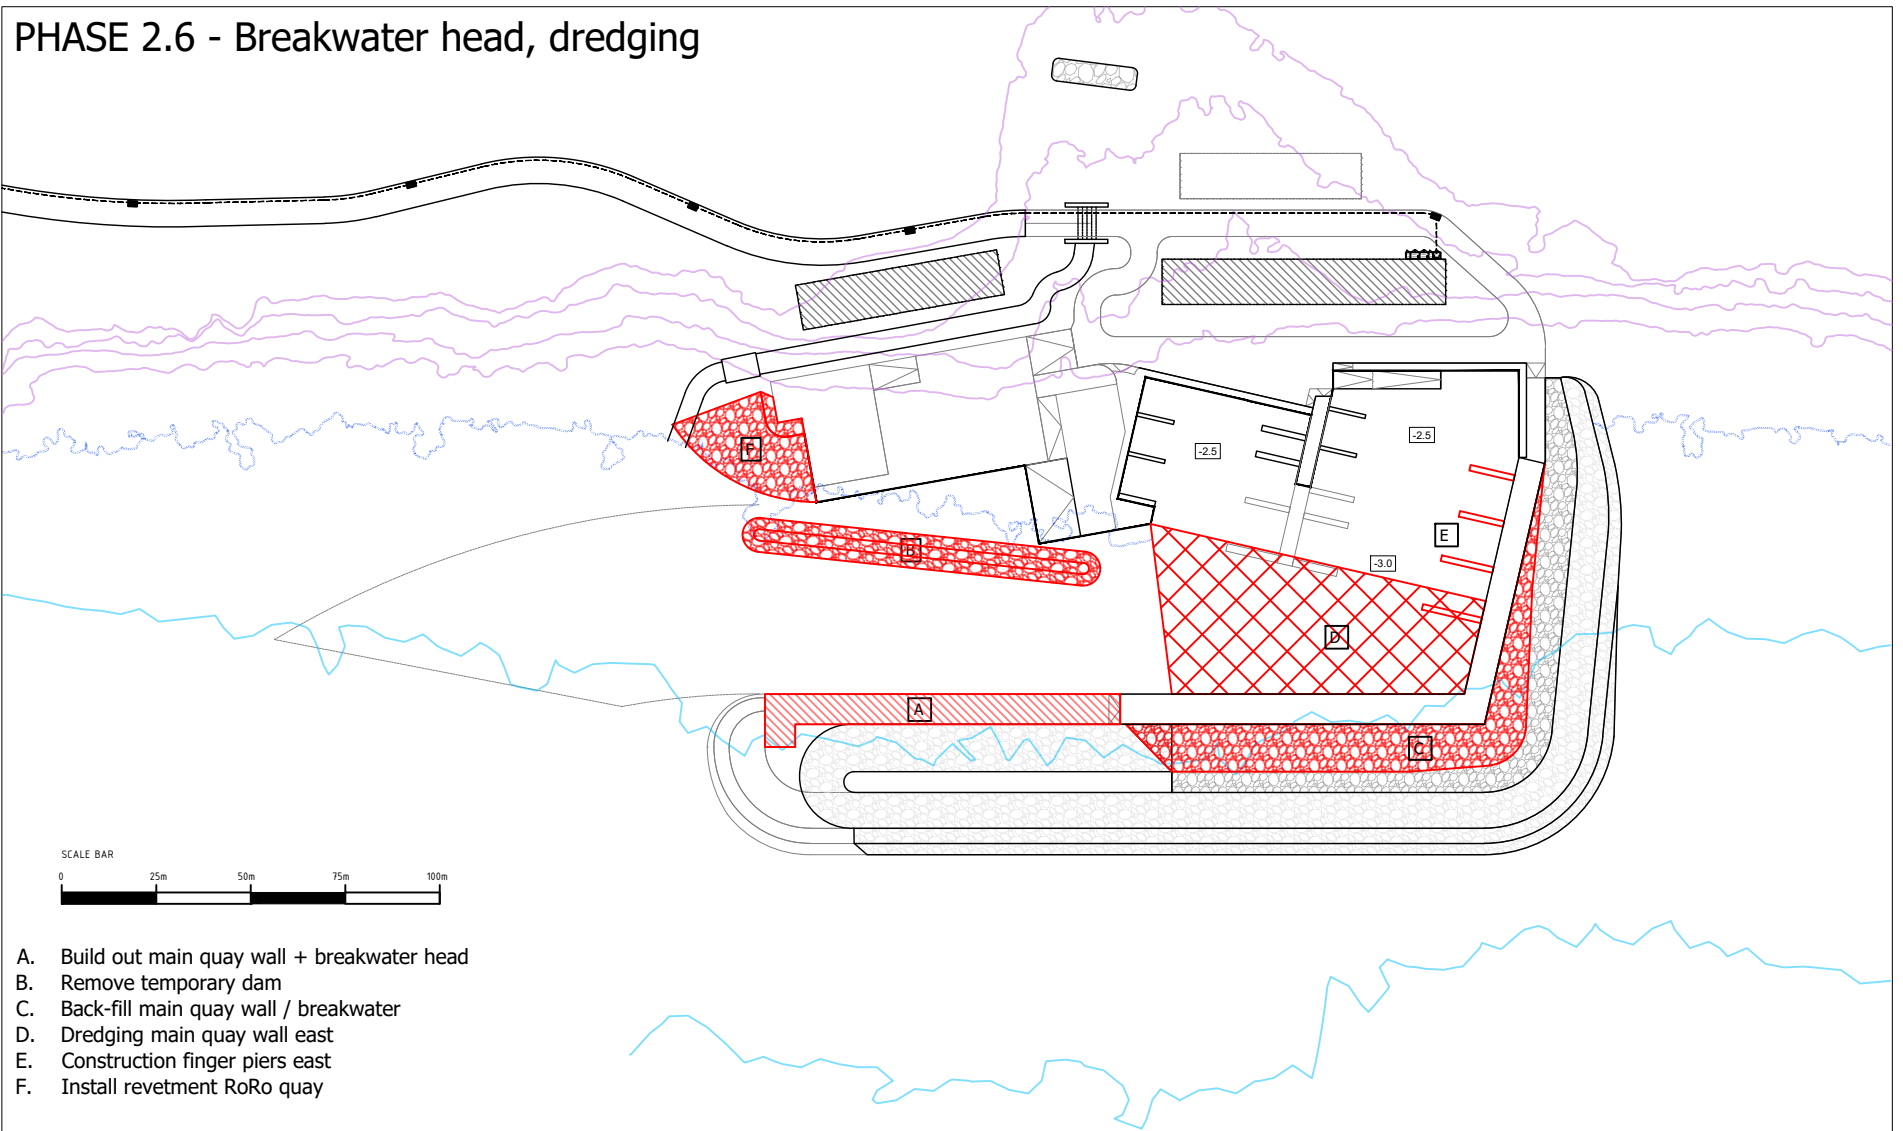 PHASE 2.6 - Breakwater head, dredging
F
-2.5
-2.5
E
B
-3.0
D
A
C
SCALE BAR
0 25m 50m 75m 100m
A. Build out main quay wall + breakwater head
B. Remove temporary dam
C. Back-fill main quay wall / breakwater
D. Dredging main quay wall east
E. Construction finger piers east
F. Install revetment RoRo quay